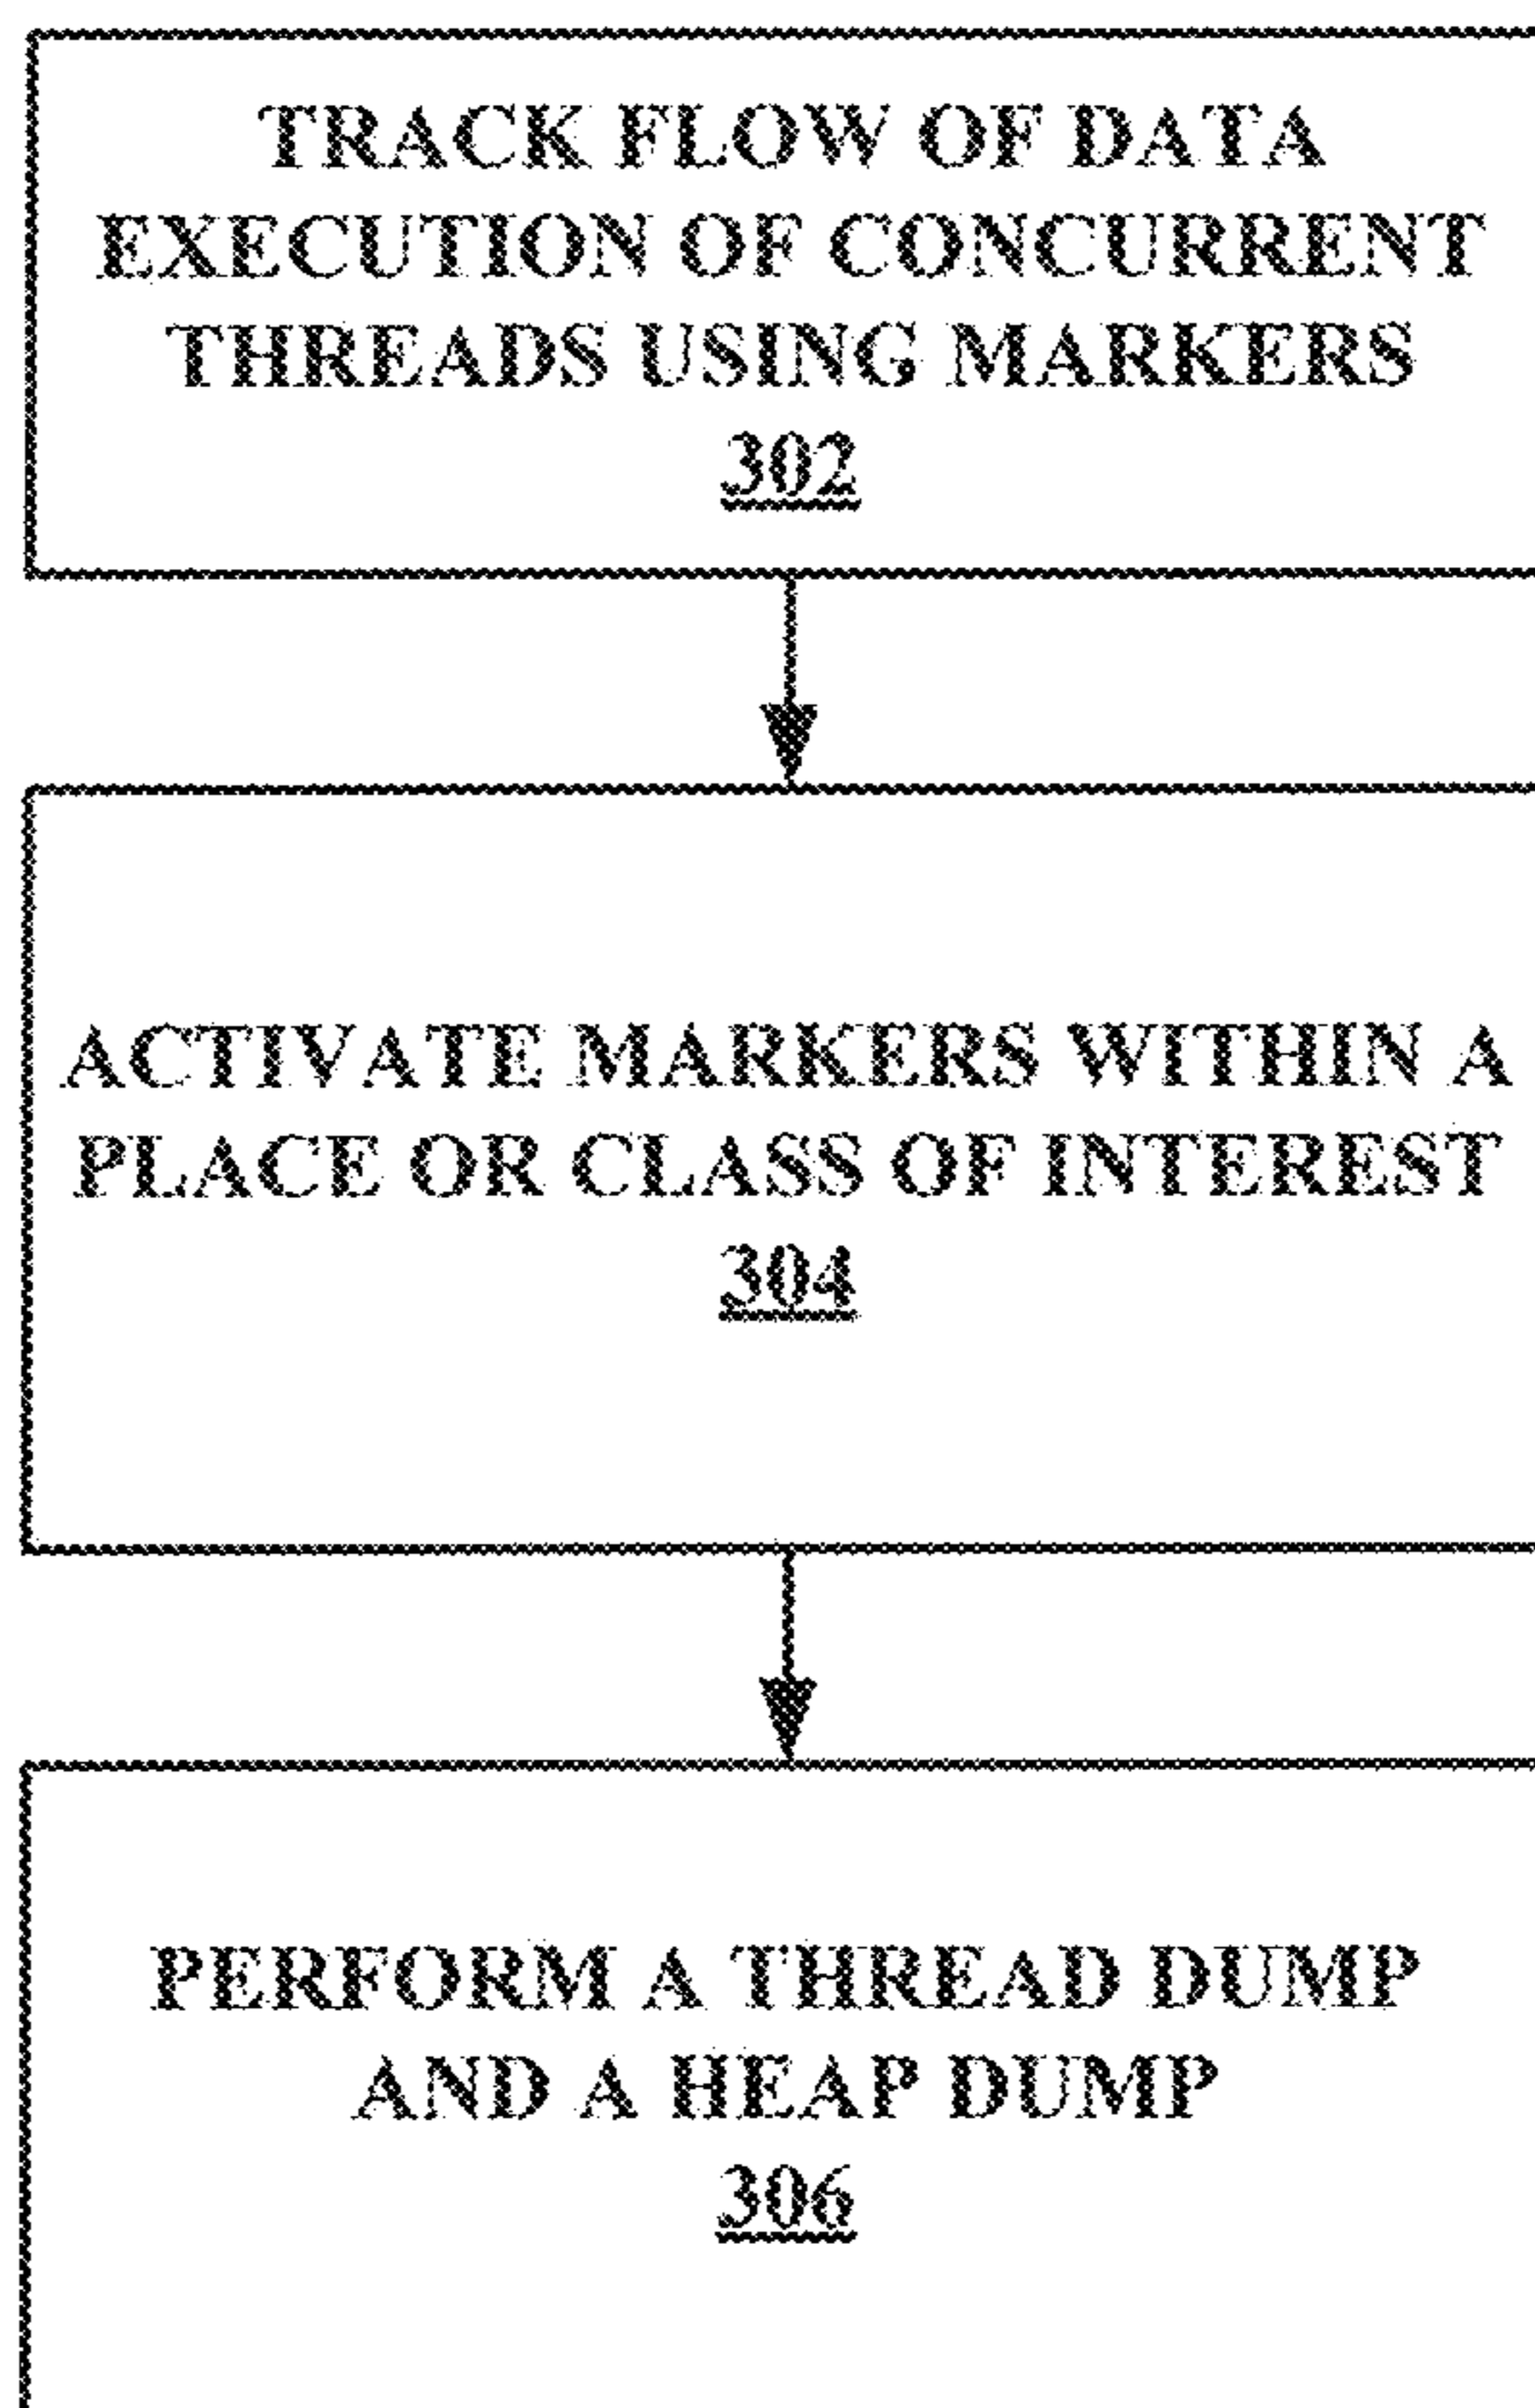 TRACK FLOW OF DATA
EXECUTION OF CONCURRENT
THREADS USING MARKERS
302
ACTIVATE MARKERS WITHIN A
PLACE OR CLASS OF INTEREST
304
PERFORM A THREAD DUMP
AND A HEAP DUMP
306